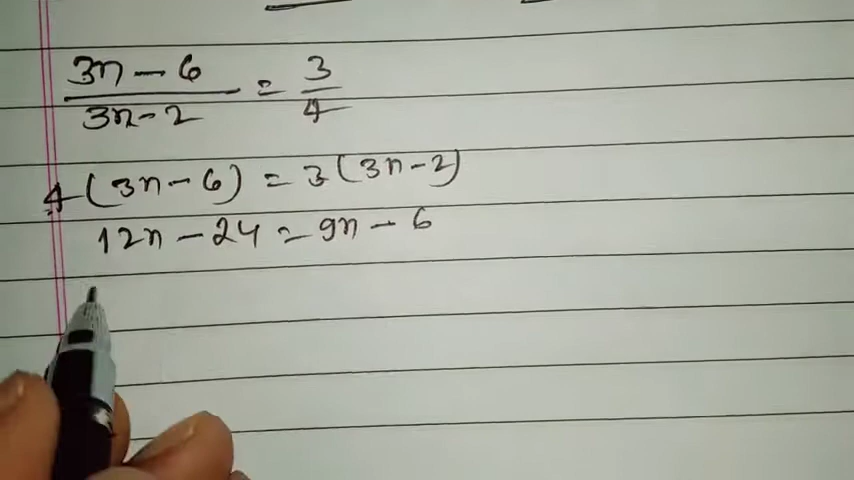 3n - 6 / 3n - 2 = 3 / 4
4 (3n - 6) = 3 (3n - 2)
12n - 24 = 9n - 6